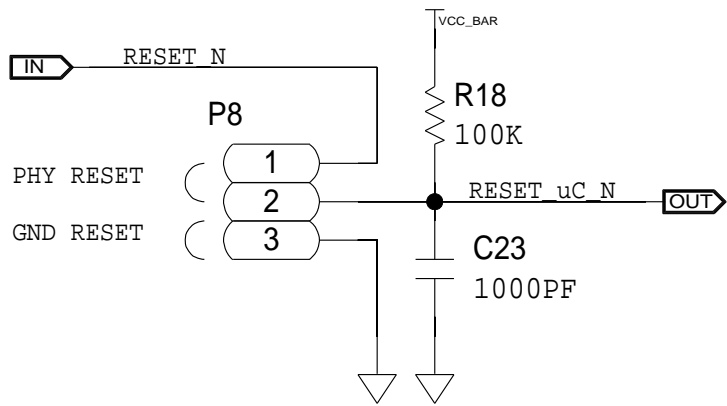 VCC_BAR
IN
RESET_N
R18
100K
P8
PHY RESET
GND RESET
1
2
3
RESET_uC_N
OUT
C23
1000PF